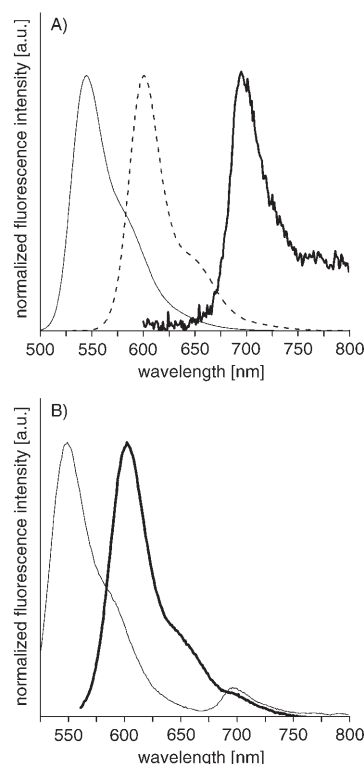 A)
normalized fluorescence intensity [a.u.]
500 550 600 650 700 750 800
wavelength [nm]
B)
normalized fluorescence intensity [a.u.]
550 600 650 700 750 800
wavelength [nm]